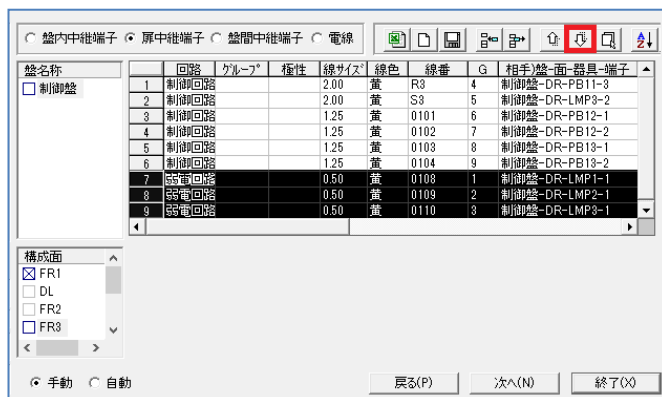 盤内中継端子 扉中継端子 盤間中継端子 電線
盤名称
制御盤
回路 グループ 極性 線サイズ 線色 線番 G 相手)盤-面-器具-端子
1 制御回路 2.00 黄 R3 4 制御盤-DR-PB11-3
2 制御回路 2.00 黄 S3 5 制御盤-DR-LMP3-2
3 制御回路 1.25 黄 0101 6 制御盤-DR-PB12-1
4 制御回路 1.25 黄 0102 7 制御盤-DR-PB12-2
5 制御回路 1.25 黄 0103 8 制御盤-DR-PB13-1
6 制御回路 1.25 黄 0104 9 制御盤-DR-PB13-2
7 弱電回路 0.50 黄 0108 1 制御盤-DR-LMP1-1
8 弱電回路 0.50 黄 0109 2 制御盤-DR-LMP2-1
9 弱電回路 0.50 黄 0110 3 制御盤-DR-LMP3-1
構成面
FR1
DL
FR2
FR3
手動 自動
戻る(P) 次へ(N) 終了(X)